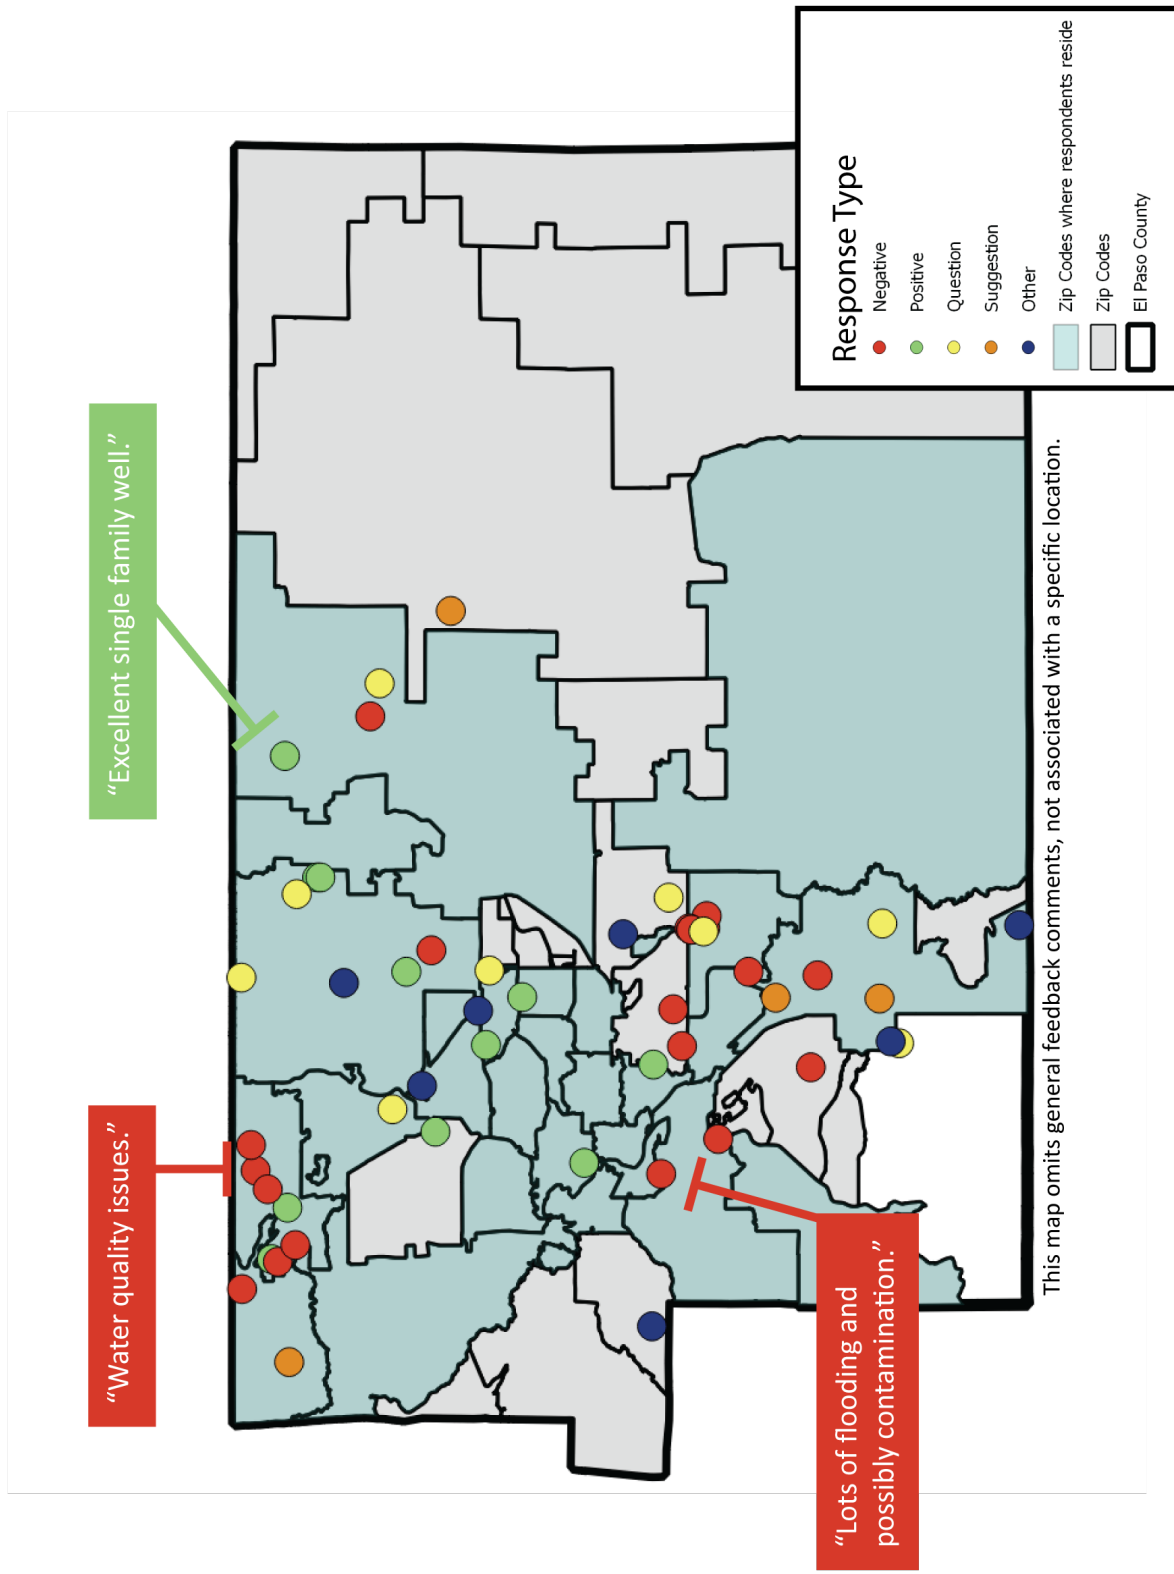 “Water quality issues.”
“Excellent single family well.”
“Lots of flooding and
possibly contamination.”
Response Type
Negative
Positive
Question
Suggestion
Other
Zip Codes where respondents reside
Zip Codes
El Paso County
This map omits general feedback comments, not associated with a specific location.